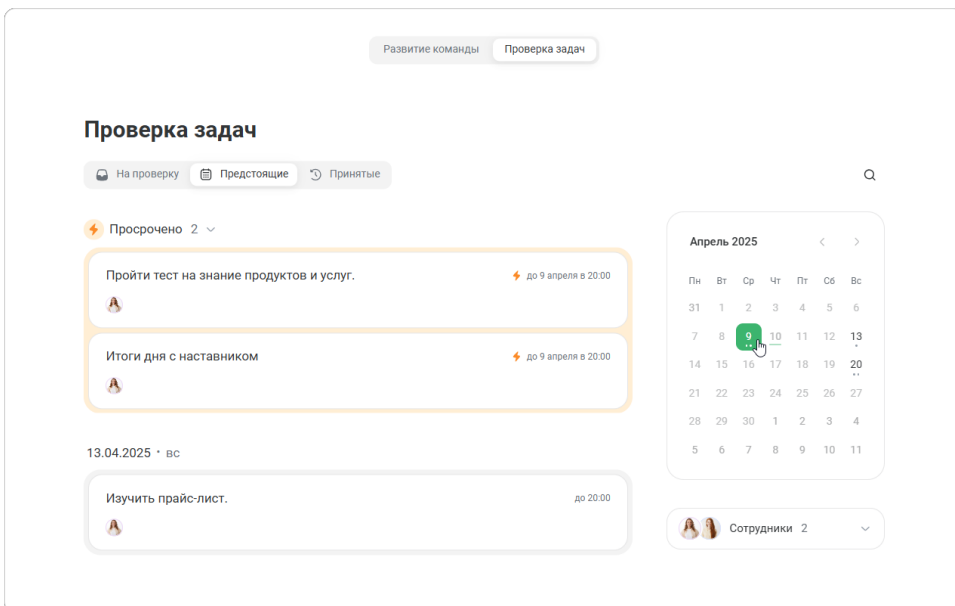 Развитие команды Проверка задач
Проверка задач
На проверку Предстоящие Принятые
Просрочено 2
Пройти тест на знание продуктов и услуг. до 9 апреля в 20:00
Итоги дня с наставником до 9 апреля в 20:00
13.04.2025 • вс
Изучить прайс-лист. до 20:00
Апрель 2025
Пн Вт Ср Чт Пт Сб Вс
31 1 2 3 4 5 6
7 8 9 10 11 12 13
14 15 16 17 18 19 20
21 22 23 24 25 26 27
28 29 30 1 2 3 4
5 6 7 8 9 10 11
Сотрудники 2